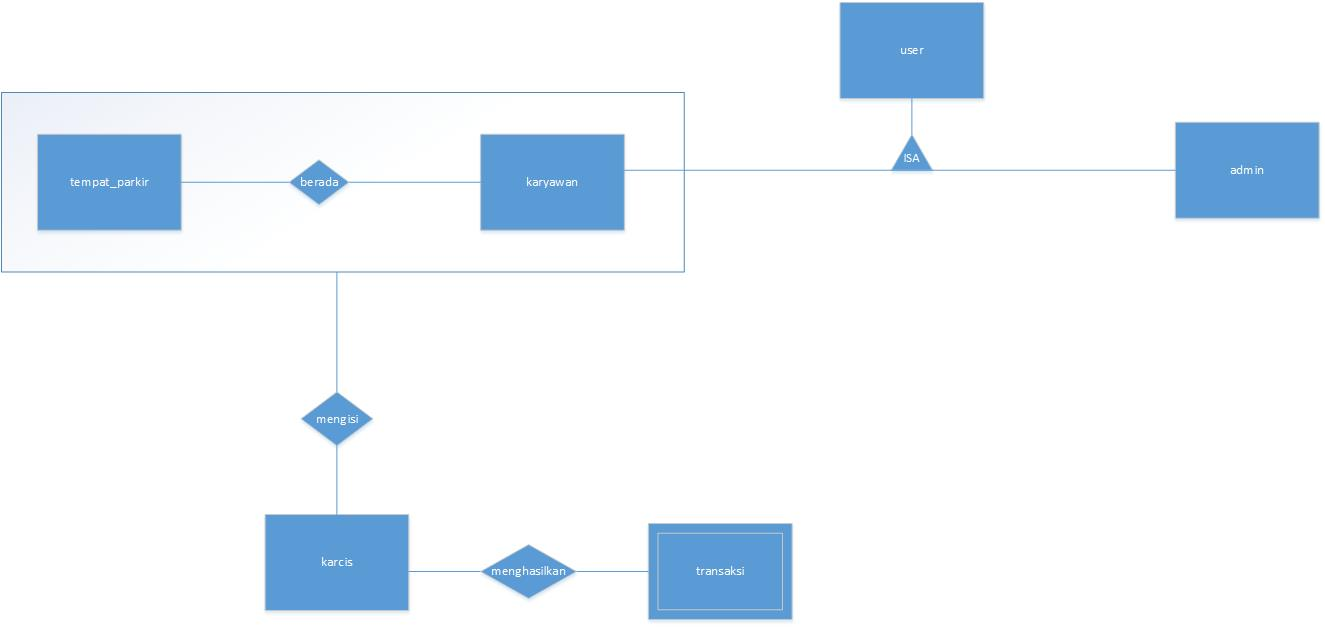 user
tempat_parkir
berada
karyawan
ISA
admin
mengisi
karcis
menghasilkan
transaksi